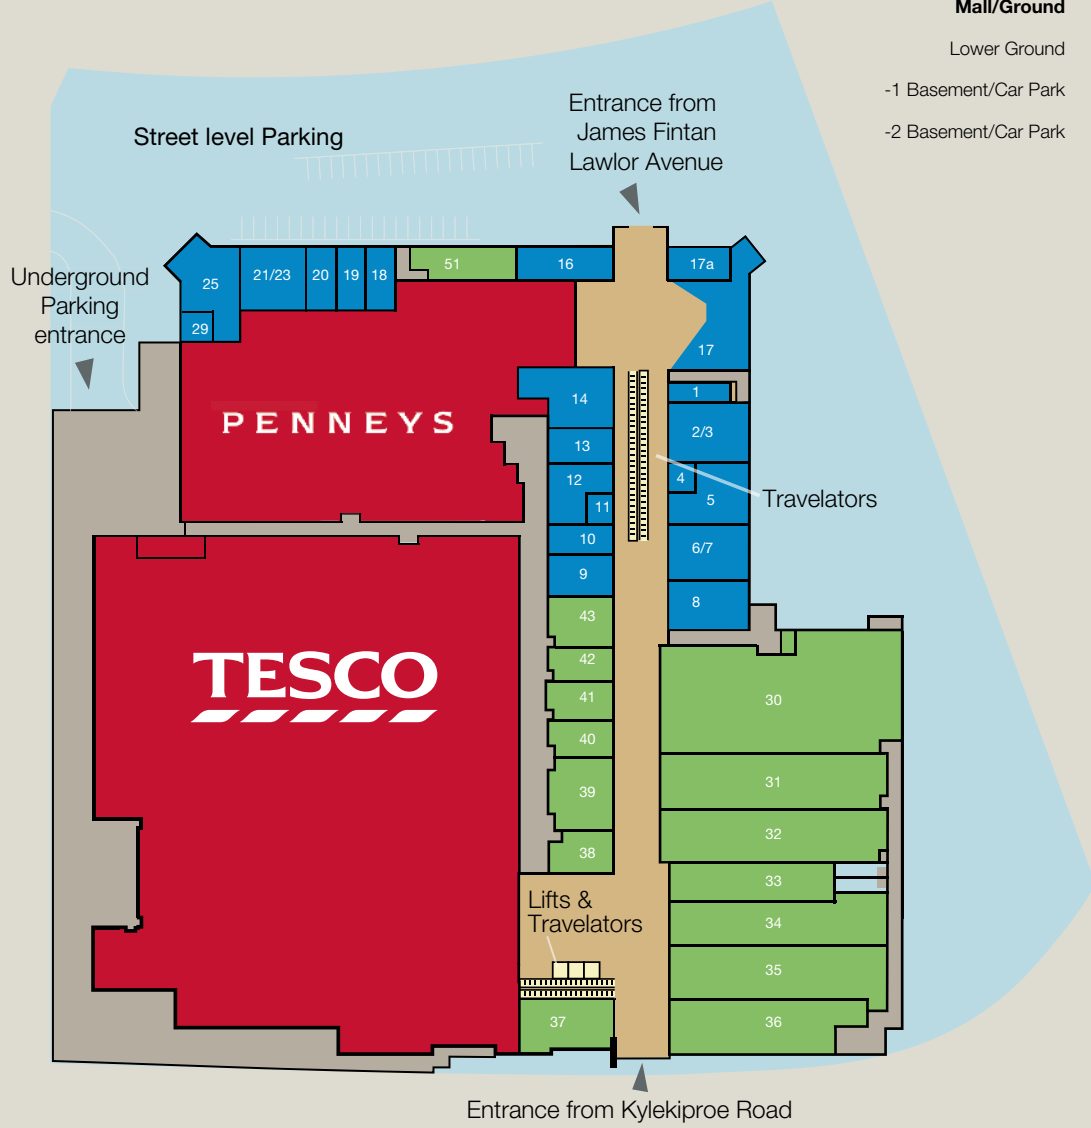 Mall/Ground
Lower Ground
-1 Basement/Car Park
-2 Basement/Car Park
Entrance from
James Fintan
Lawlor Avenue
Street level Parking
Underground
Parking
entrance
25
21/23
20
19
18
51
16
17a
29
17
14
1
PENNEYS
13
2/3
12
4
11
5
Travelators
10
6/7
9
8
43
42
TESCO
41
30
40
39
31
38
32
33
Lifts &
Travelators
34
35
37
36
Entrance from Kylekiproe Road